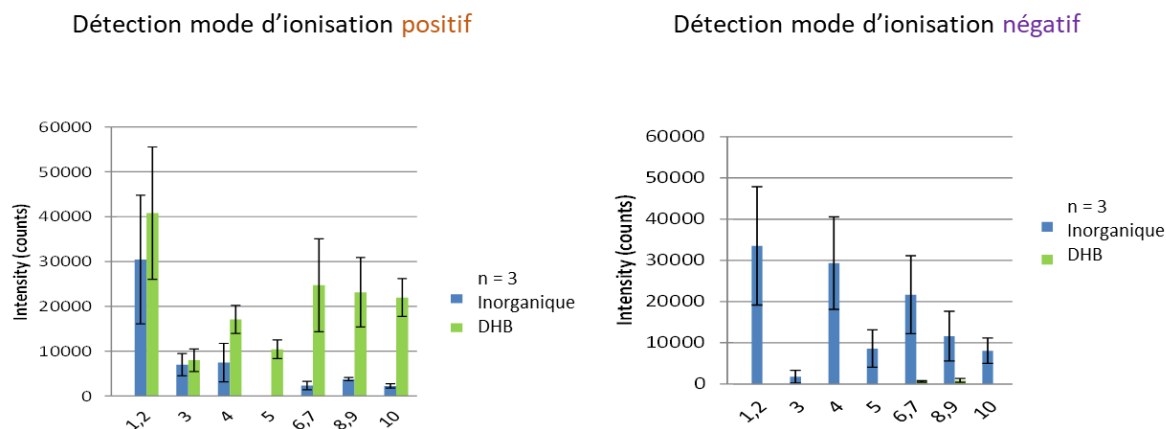 Détection mode d'ionisation positif
60000
50000
40000
30000
20000
10000
0
Intensity (counts)
1,2
3
4
5
6,7
8,9
10
n = 3
Inorganique
DHB
Détection mode d'ionisation négatif
60000
50000
40000
30000
20000
10000
0
Intensity (counts)
1,2
3
4
5
6,7
8,9
10
n = 3
Inorganique
DHB